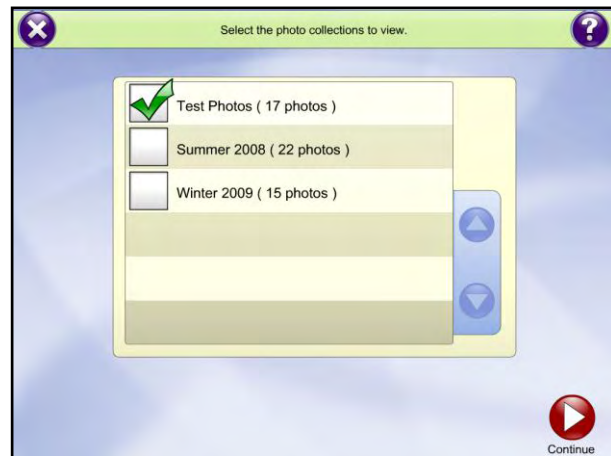 Select the photo collections to view.
?
Test Photos ( 17 photos )
Summer 2008 ( 22 photos )
Winter 2009 ( 15 photos )
Continue